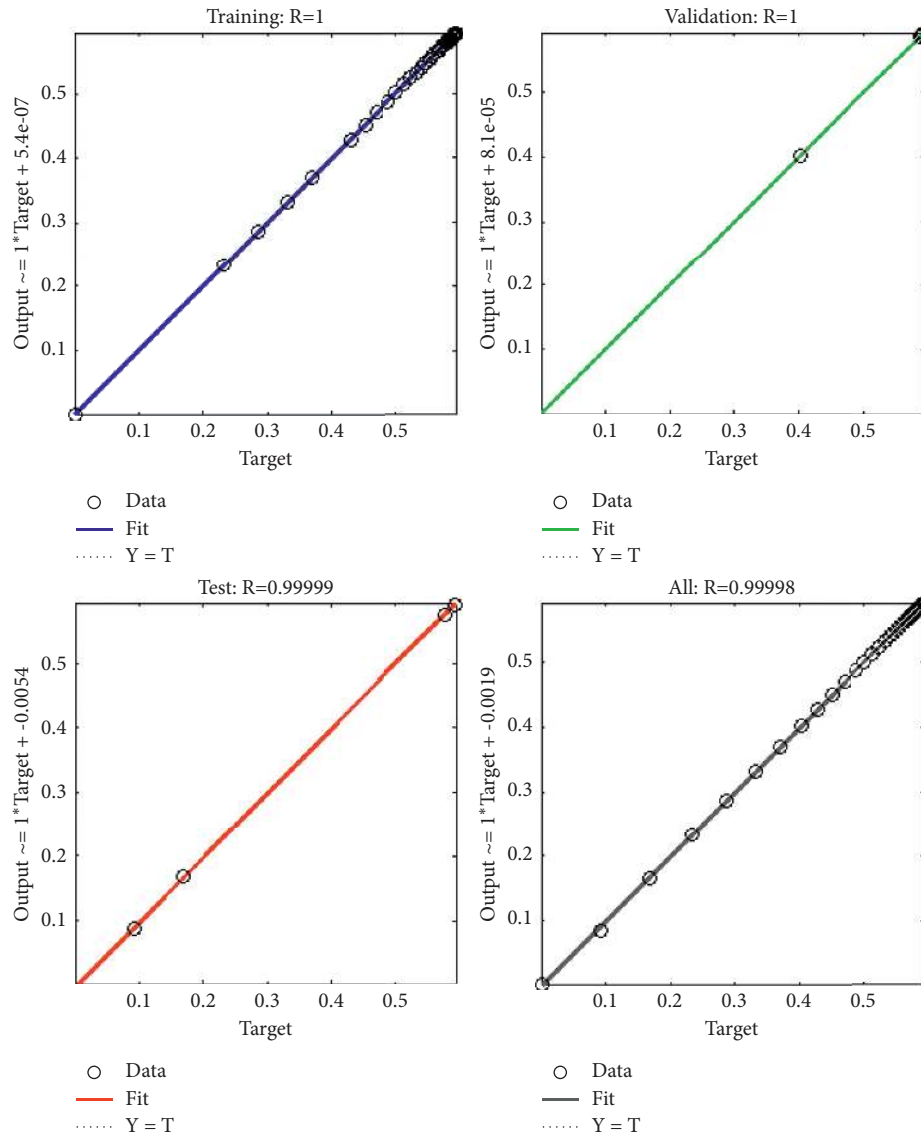 Training: R=1
Output ~= 1*Target + 5.4e-07
0.5
0.4
0.3
0.2
0.1
0.1 0.2 0.3 0.4 0.5
Target
Data
Fit
Y = T
Validation: R=1
Output ~= 1*Target + 8.1e-05
0.5
0.4
0.3
0.2
0.1
0.1 0.2 0.3 0.4 0.5
Target
Data
Fit
Y = T
Test: R=0.99999
Output ~= 1*Target + -0.0054
0.5
0.4
0.3
0.2
0.1
0.1 0.2 0.3 0.4 0.5
Target
Data
Fit
Y = T
All: R=0.99998
Output ~= 1*Target + -0.0019
0.5
0.4
0.3
0.2
0.1
0.1 0.2 0.3 0.4 0.5
Target
Data
Fit
Y = T